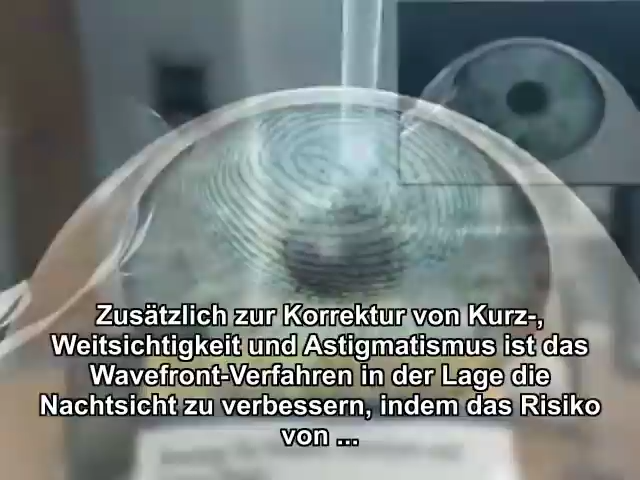 Zusätzlich zur Korrektur von Kurz-,
Weitsichtigkeit und Astigmatismus ist das
Wavefront-Verfahren in der Lage die
Nachtsicht zu verbessern, indem das Risiko
von ...